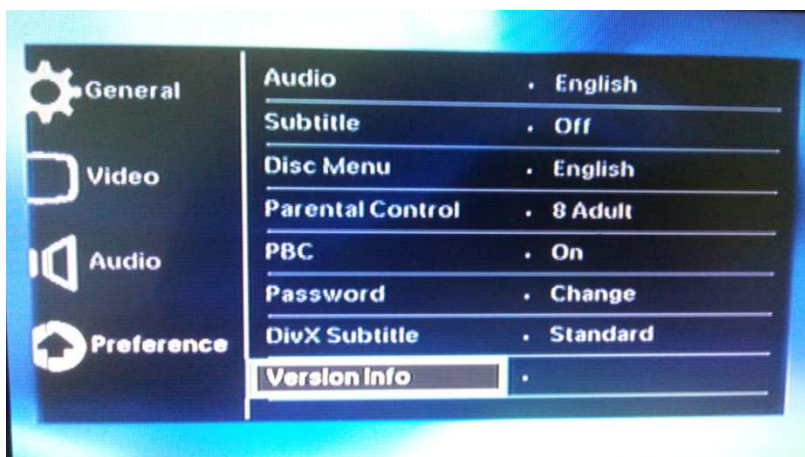 General
Video
Audio
Preference
Audio · English
Subtitle · Off
Disc Menu · English
Parental Control · 8 Adult
PBC · On
Password · Change
DivX Subtitle · Standard
Version Info ·